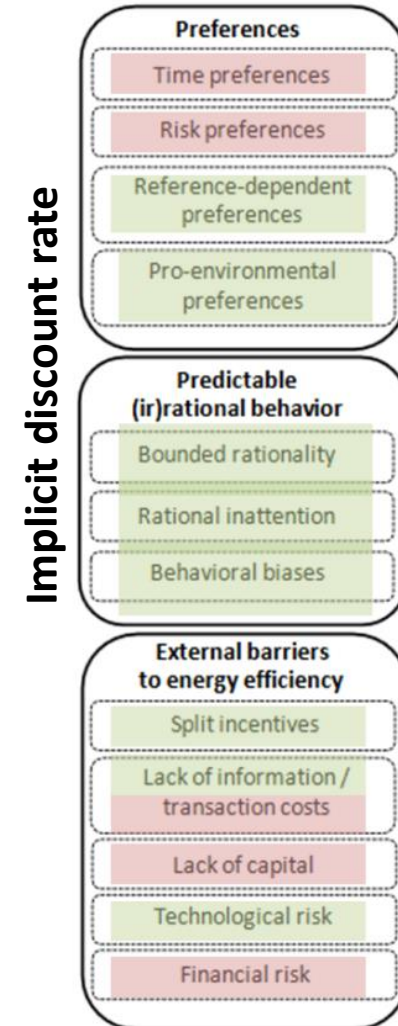 Implicit discount rate
Preferences
Time preferences
Risk preferences
Reference-dependent
preferences
Pro-environmental
preferences
Predictable
(ir)rational behavior
Bounded rationality
Rational inattention
Behavioral biases
External barriers
to energy efficiency
Split incentives
Lack of information /
transaction costs
Lack of capital
Technological risk
Financial risk